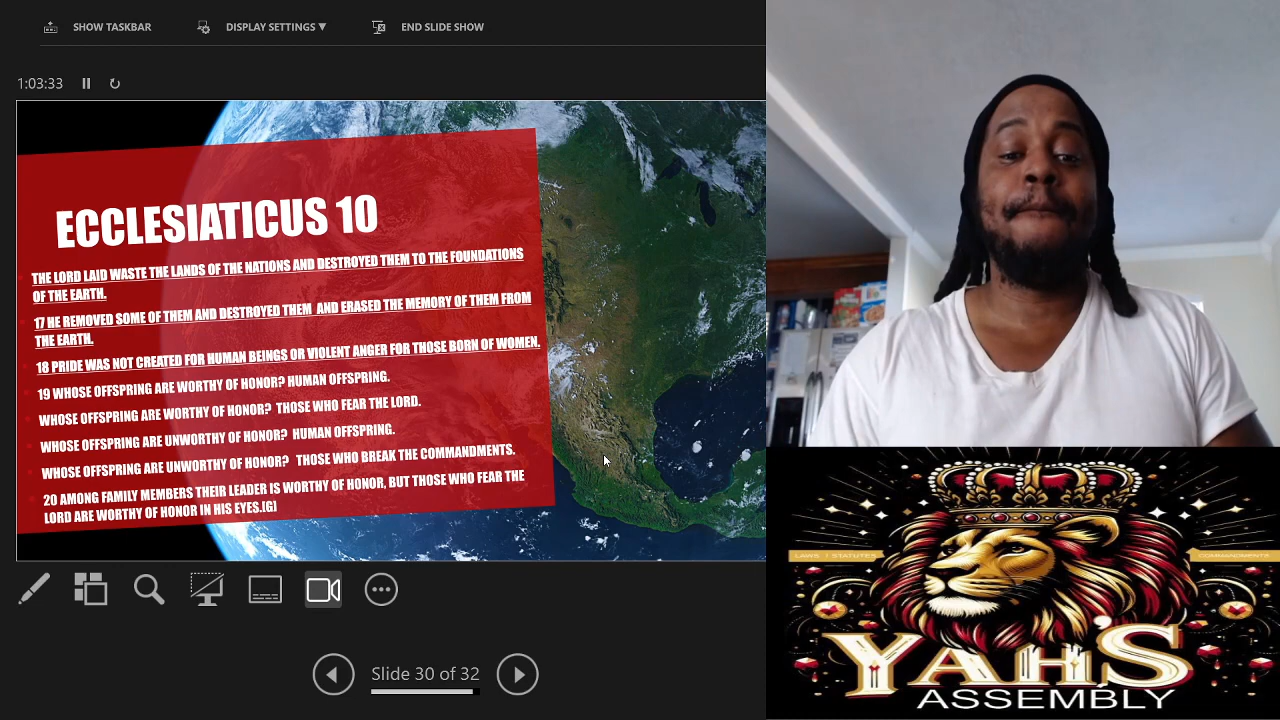 SHOW TASKBAR
DISPLAY SETTINGS ▼
END SLIDE SHOW
1:03:33
ECCLESIATICUS 10
THE LORD LAID WASTE THE LANDS OF THE NATIONS AND DESTROYED THEM TO THE FOUNDATIONS
OF THE EARTH.
17 HE REMOVED SOME OF THEM AND DESTROYED THEM AND ERASED THE MEMORY OF THEM FROM
THE EARTH.
18 PRIDE WAS NOT CREATED FOR HUMAN BEINGS OR VIOLENT ANGER FOR THOSE BORN OF WOMEN.
19 WHOSE OFFSPRING ARE WORTHY OF HONOR? HUMAN OFFSPRING.
WHOSE OFFSPRING ARE WORTHY OF HONOR? THOSE WHO FEAR THE LORD.
WHOSE OFFSPRING ARE UNWORTHY OF HONOR? HUMAN OFFSPRING.
WHOSE OFFSPRING ARE UNWORTHY OF HONOR? THOSE WHO BREAK THE COMMANDMENTS.
20 AMONG FAMILY MEMBERS THEIR LEADER IS WORTHY OF HONOR, BUT THOSE WHO FEAR THE
LORD ARE WORTHY OF HONOR IN HIS EYES.[G]
Slide 30 of 32
LAWS
STATUTES
COMMANDMENTS
YAH'S
ASSEMBLY